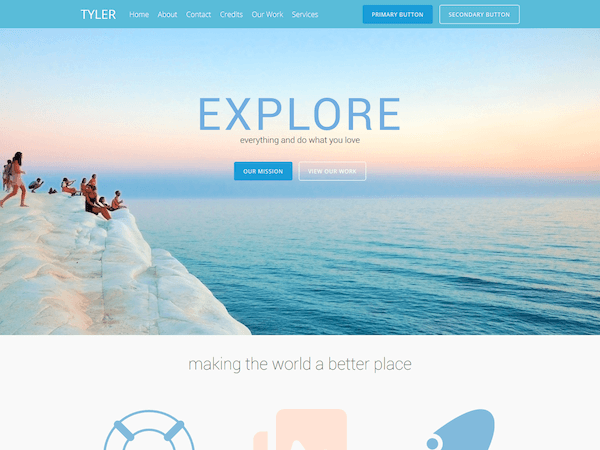 TYLER Home About Contact Credits Our Work Services PRIMARY BUTTON SECONDARY BUTTON
EXPLORE
everything and do what you love
OUR MISSION VIEW OUR WORK
making the world a better place